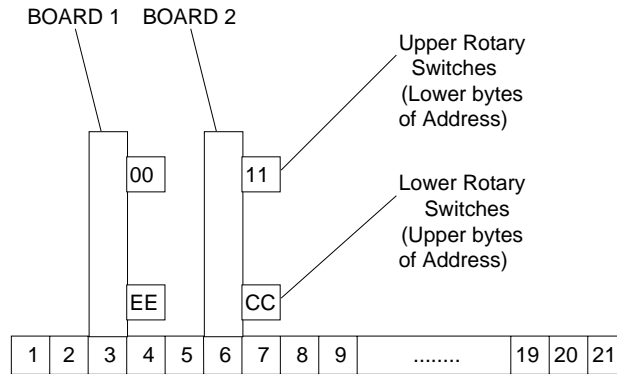 BOARD 1 BOARD 2
Upper Rotary
Switches
(Lower bytes
of Address)
00 11
Lower Rotary
Switches
(Upper bytes
of Address)
EE CC
1 2 3 4 5 6 7 8 9 ........ 19 20 21